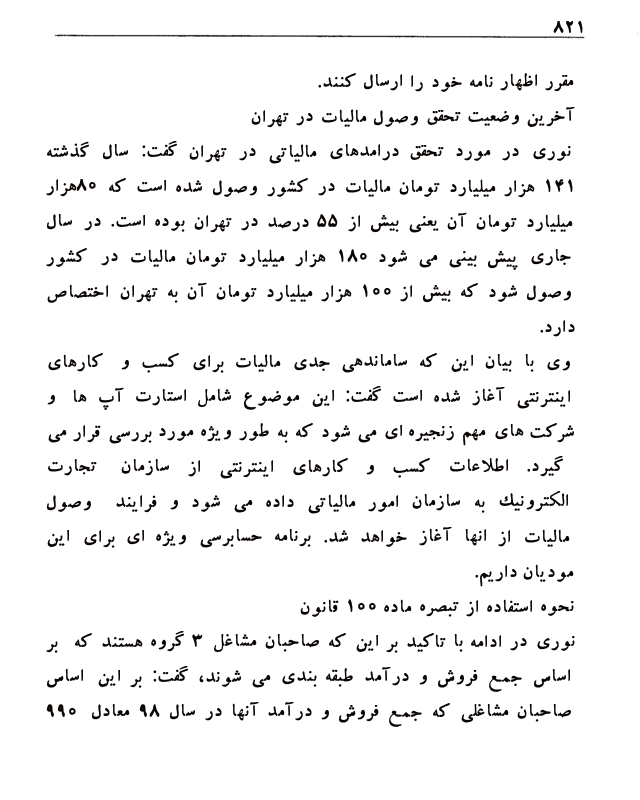 ۸۲۱
مقرر اظهار نامه خود را ارسال کنند.
آخرین وضعیت تحقق وصول مالیات در تهران
نوری در مورد تحقق درامدهای مالیاتی در تهران گفت: سال گذشته
۱۴۱ هزار میلیارد تومان مالیات در کشور وصول شده است که ۸۰هزار
میلیارد تومان آن یعنی بیش از ۵۵ درصد در تهران بوده است. در سال
جاری پیش بینی می شود ۱۸۰ هزار میلیارد تومان مالیات در کشور
وصول شود که بیش از ۱۰۰ هزار میلیارد تومان آن به تهران اختصاص
دارد.
وی با بیان این که ساماندهی جدی مالیات برای کسب و کارهای
اینترنتی آغاز شده است گفت: این موضوع شامل استارت آپ ها و
شرکت های مهم زنجیره ای می شود که به طور ویژه مورد بررسی قرار می
گیرد. اطلاعات کسب و کارهای اینترنتی از سازمان تجارت
الکترونیك به سازمان امور مالیاتی داده می شود و فرایند وصول
مالیات از انها آغاز خواهد شد. برنامه حسابرسی ویژه ای برای این
مودیان داریم.
نحوه استفاده از تبصره ماده ۱۰۰ قانون
نوری در ادامه با تاکید بر این که صاحبان مشاغل ۳ گروه هستند که بر
اساس جمع فروش و درآمد طبقه بندی می شوند، گفت: بر این اساس
صاحبان مشاغلی که جمع فروش و درآمد آنها در سال ۹۸ معادل ۹۹۰